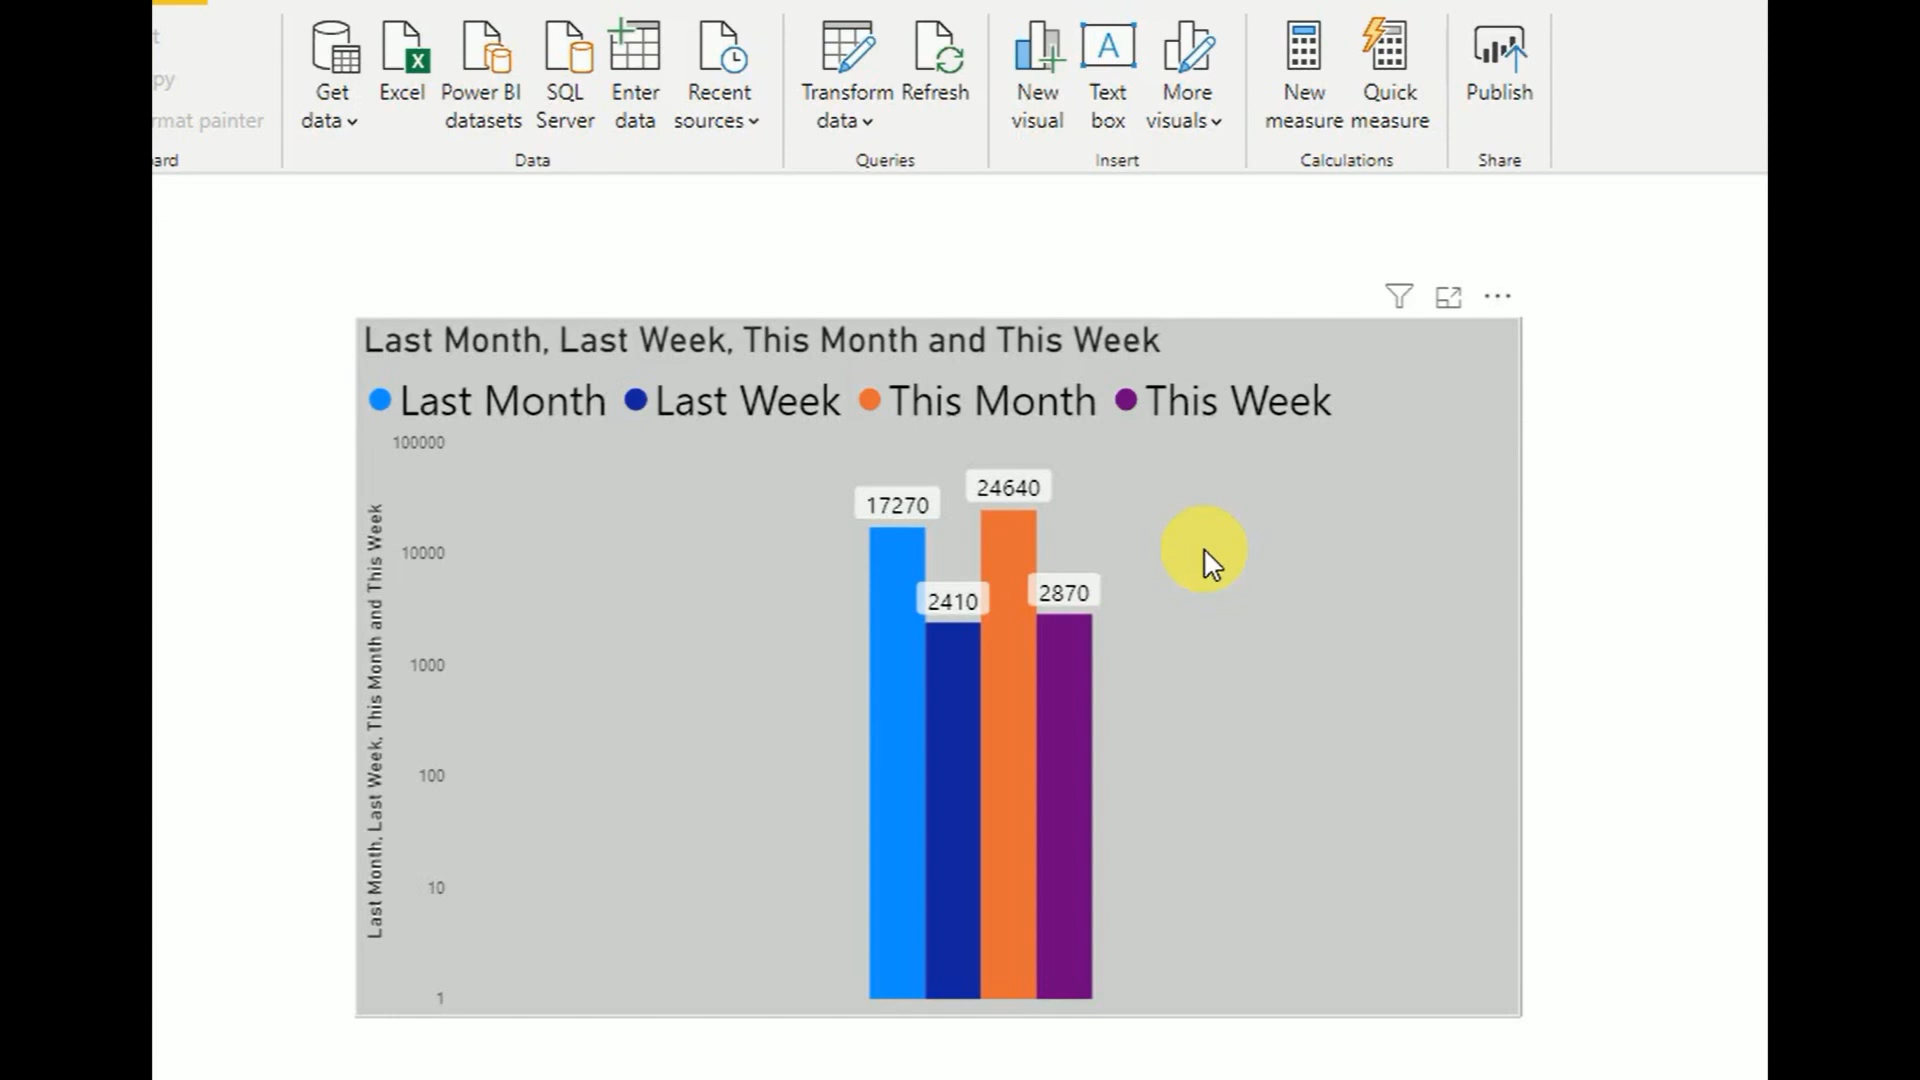 t
py
rmat painter
ard
Get data
Excel
Power BI datasets
SQL Server
Enter data
Recent sources
Data
Transform data
Refresh
Queries
New visual
Text box
More visuals
Insert
New measure
Quick measure
Calculations
Publish
Share
Last Month, Last Week, This Month and This Week
Last Month Last Week This Month This Week
Last Month, Last Week, This Month and This Week
100000
10000
1000
100
10
1
17270
2410
24640
2870